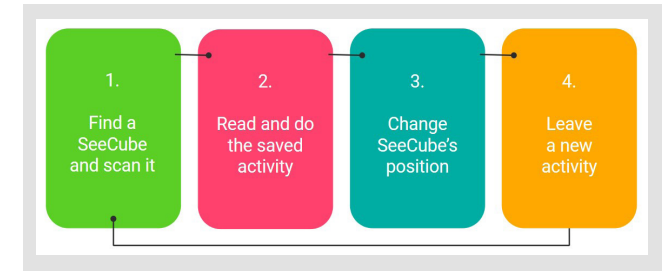 1.
Find a
SeeCube
and scan it
2.
Read and do
the saved
activity
3.
Change
SeeCube's
position
4.
Leave
a new
activity